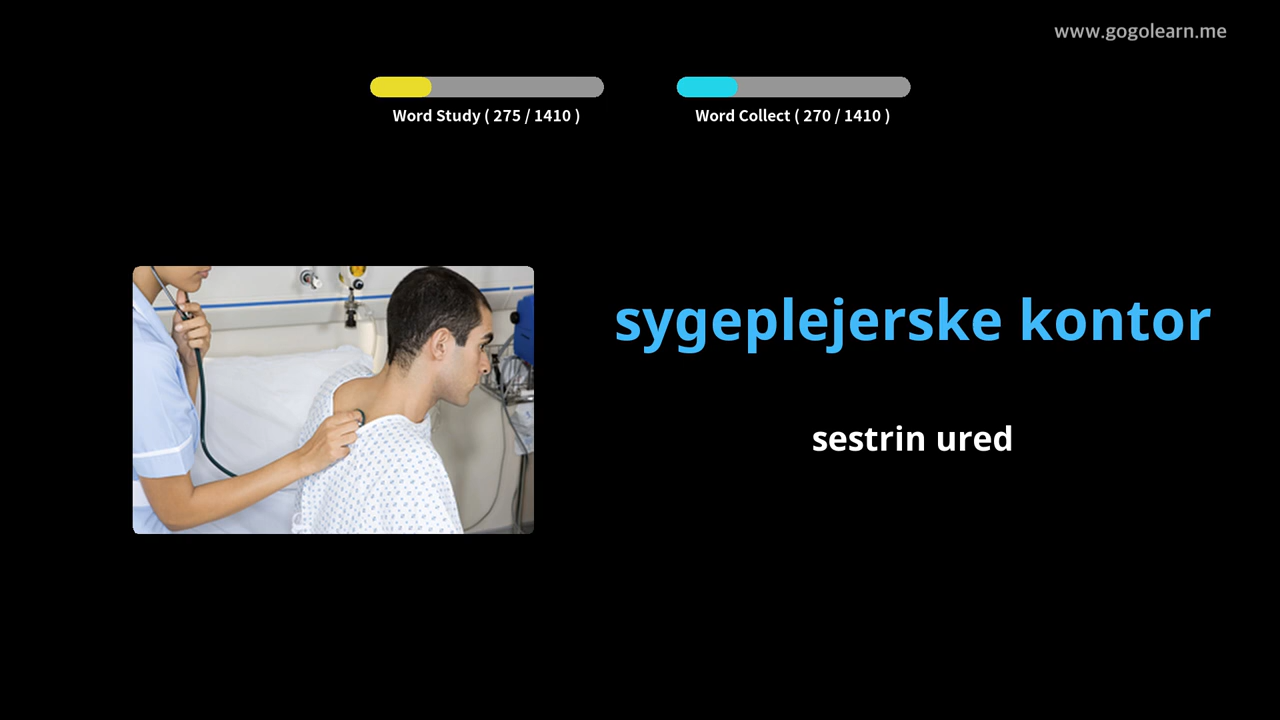 www.gogolearn.me
Word Study ( 275 / 1410 )
Word Collect ( 270 / 1410 )
sygeplejerske kontor
sestrin ured